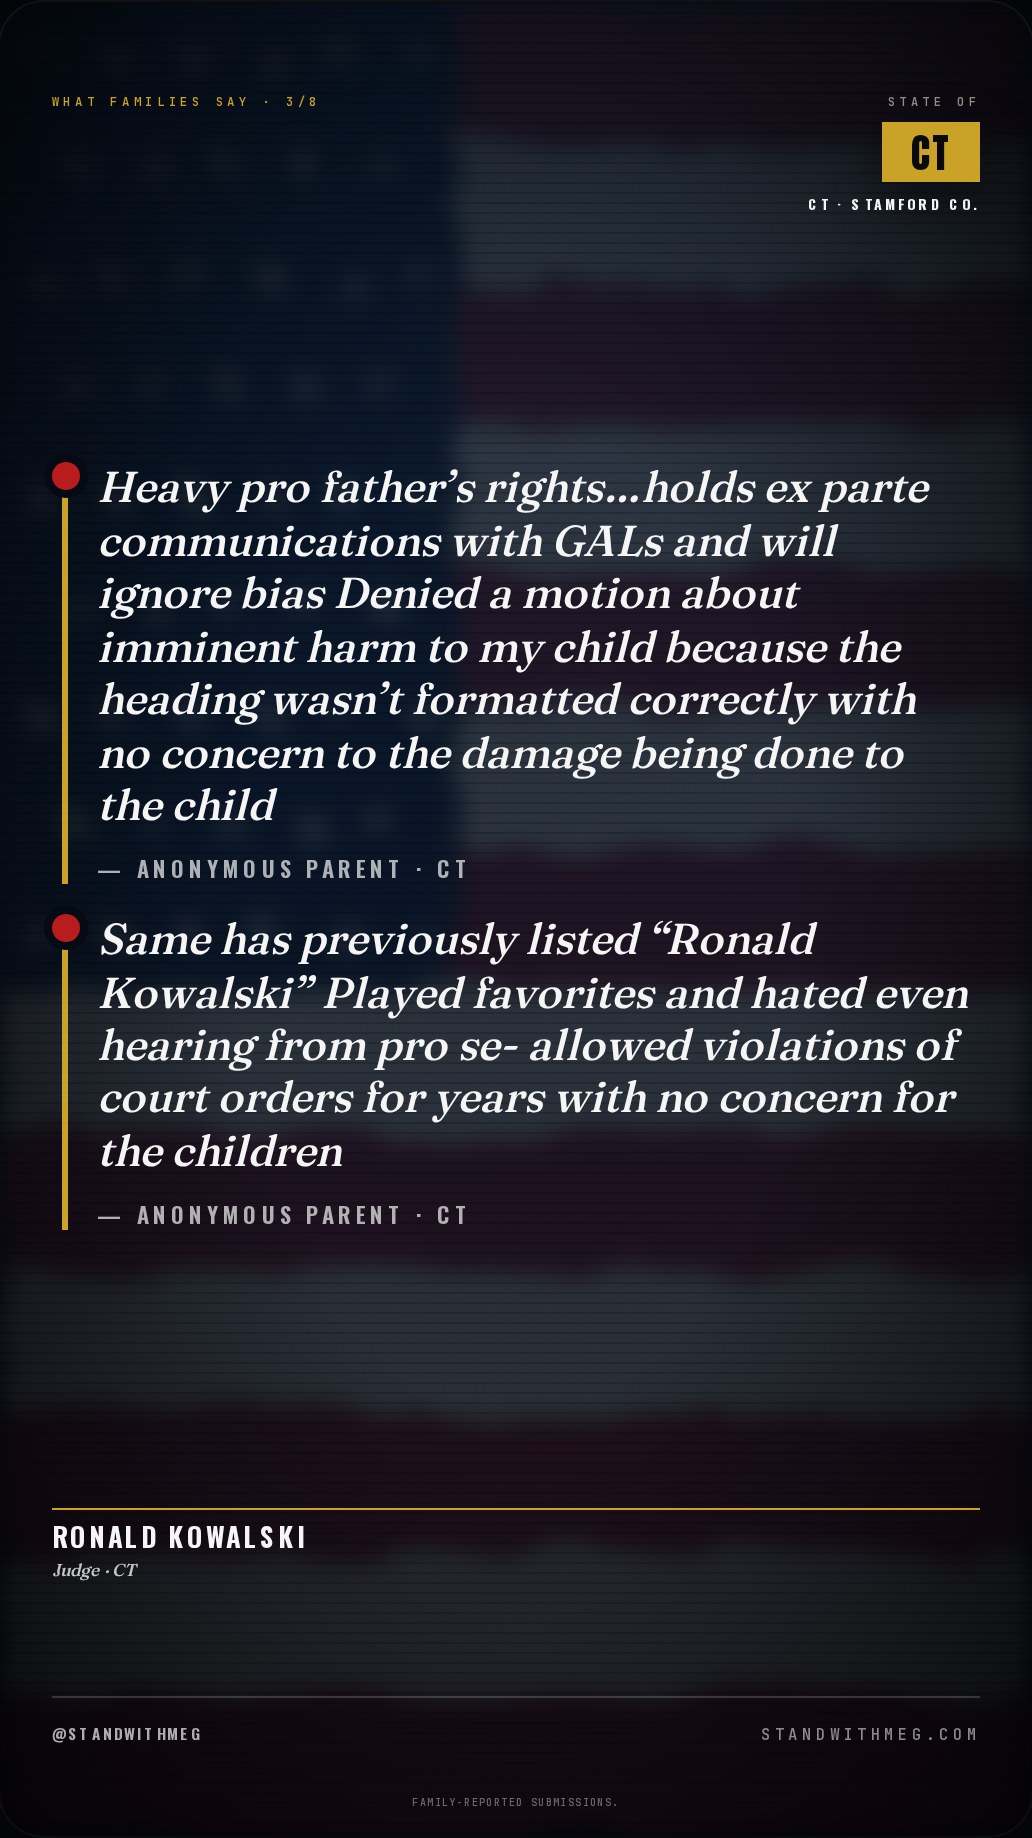 WHAT FAMILIES SAY · 3/8
STATE OF
CT
CT · STAMFORD CO.
Heavy pro father’s rights...holds ex parte
communications with GALs and will
ignore bias Denied a motion about
imminent harm to my child because the
heading wasn’t formatted correctly with
no concern to the damage being done to
the child
— ANONYMOUS PARENT · CT
Same has previously listed “Ronald
Kowalski” Played favorites and hated even
hearing from pro se- allowed violations of
court orders for years with no concern for
the children
— ANONYMOUS PARENT · CT
RONALD KOWALSKI
Judge · CT
@STANDWITHMEG
STANDWITHMEG.COM
FAMILY-REPORTED SUBMISSIONS.